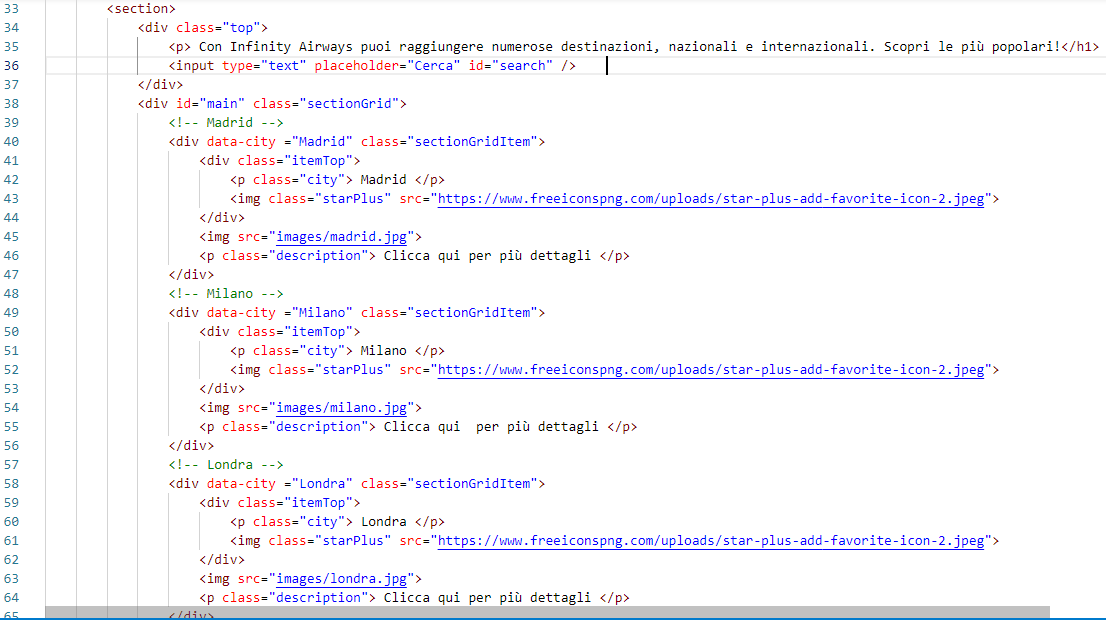 33 <section>
34 <div class="top">
35 <p> Con Infinity Airways puoi raggiungere numerose destinazioni, nazionali e internazionali. Scopri le più popolari!</h1>
36 <input type="text" placeholder="Cerca" id="search" />
37 </div>
38 <div id="main" class="sectionGrid">
39 <!-- Madrid -->
40 <div data-city ="Madrid" class="sectionGridItem">
41 <div class="itemTop">
42 <p class="city"> Madrid </p>
43 <img class="starPlus" src="https://www.freeiconspng.com/uploads/star-plus-add-favorite-icon-2.jpeg">
44 </div>
45 <img src="images/madrid.jpg">
46 <p class="description"> Clicca qui per più dettagli </p>
47 </div>
48 <!-- Milano -->
49 <div data-city ="Milano" class="sectionGridItem">
50 <div class="itemTop">
51 <p class="city"> Milano </p>
52 <img class="starPlus" src="https://www.freeiconspng.com/uploads/star-plus-add-favorite-icon-2.jpeg">
53 </div>
54 <img src="images/milano.jpg">
55 <p class="description"> Clicca qui  per più dettagli </p>
56 </div>
57 <!-- Londra -->
58 <div data-city ="Londra" class="sectionGridItem">
59 <div class="itemTop">
60 <p class="city"> Londra </p>
61 <img class="starPlus" src="https://www.freeiconspng.com/uploads/star-plus-add-favorite-icon-2.jpeg">
62 </div>
63 <img src="images/londra.jpg">
64 <p class="description"> Clicca qui per più dettagli </p>
65 </div>